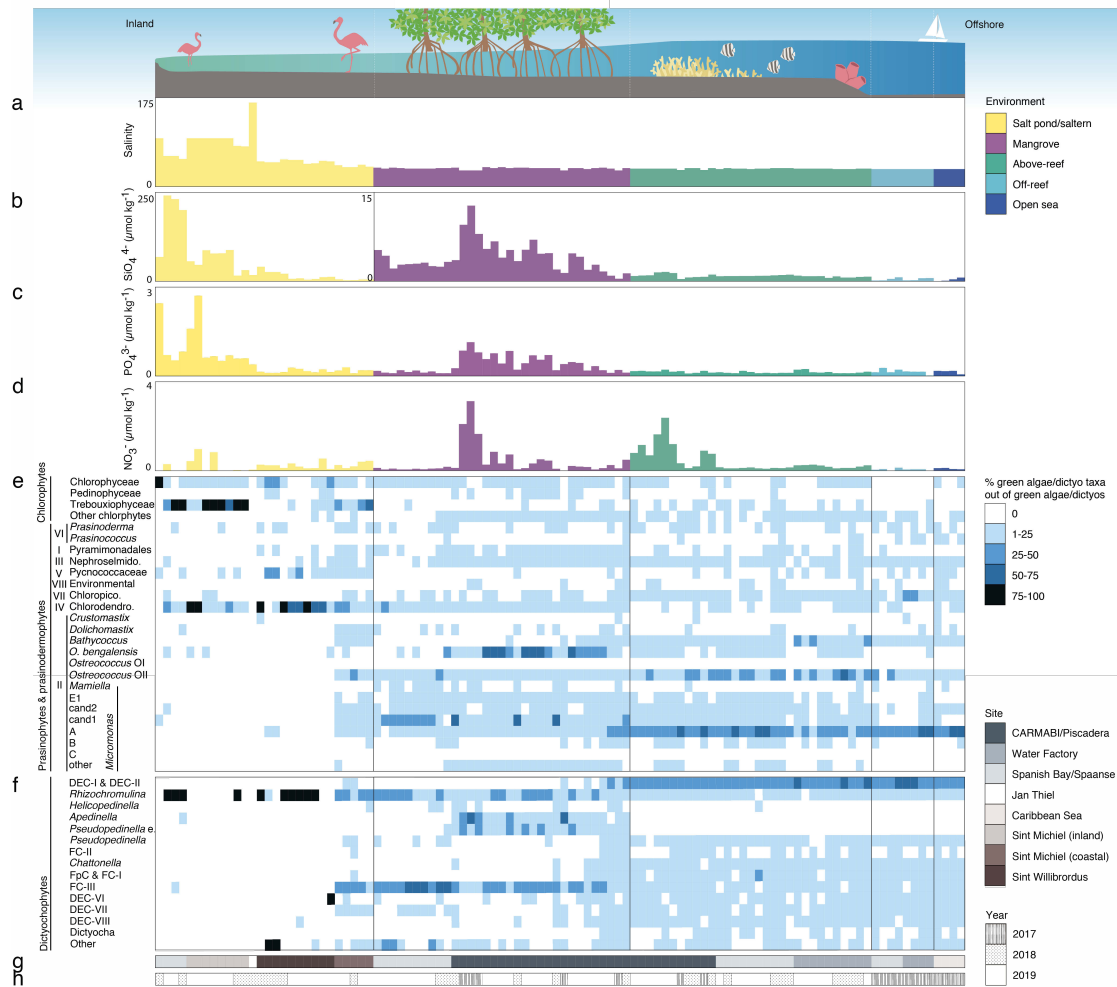 Inland
Offshore
a
175
Salinity
0
Environment
Salt pond/saltern
Mangrove
Above-reef
Off-reef
Open sea
b
250
15
SiO4 4- (µmol kg-1)
0
0
c
3
PO4 3- (µmol kg-1)
0
d
4
NO3 - (µmol kg-1)
0
e
Chlorophytes
Chlorophyceae
Pedinophyceae
Trebouxiophyceae
Other chlorphytes
Prasinophytes & prasinodermophytes
VI
Prasinoderma
Prasinococcus
I Pyramimonadales
III Nephroselmido.
V Pycnococcaceae
VIII Environmental
VII Chloropico.
IV Chlorodendro.
II
Crustomastix
Dolichomastix
Bathycoccus
O. bengalensis
Ostreococcus OI
Ostreococcus OII
Mamiella
Micromonas
E1
cand2
cand1
A
B
C
other
% green algae/dictyo taxa
out of green algae/dictyos
0
1-25
25-50
50-75
75-100
f
Dictyochophytes
DEC-I & DEC-II
Rhizochromulina
Helicopedinella
Apedinella
Pseudopedinella e.
Pseudopedinella
FC-II
Chattonella
FpC & FC-I
FC-III
DEC-VI
DEC-VII
DEC-VIII
Dictyocha
Other
Site
CARMABI/Piscadera
Water Factory
Spanish Bay/Spaanse
Jan Thiel
Caribbean Sea
Sint Michiel (inland)
Sint Michiel (coastal)
Sint Willibrordus
g
h
Year
2017
2018
2019